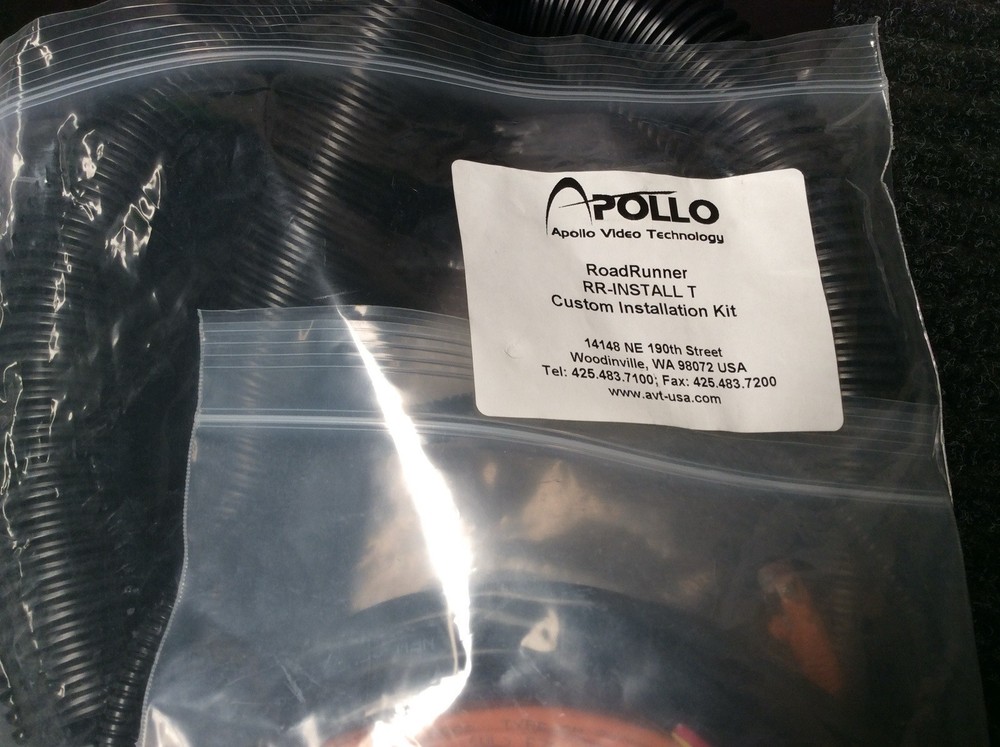 APOLLO
Apollo Video Technology
RoadRunner
RR-INSTALL T
Custom Installation Kit
14148 NE 190th Street
Woodinville, WA 98072 USA
Tel: 425.483.7100; Fax: 425.483.7200
www.avt-usa.com